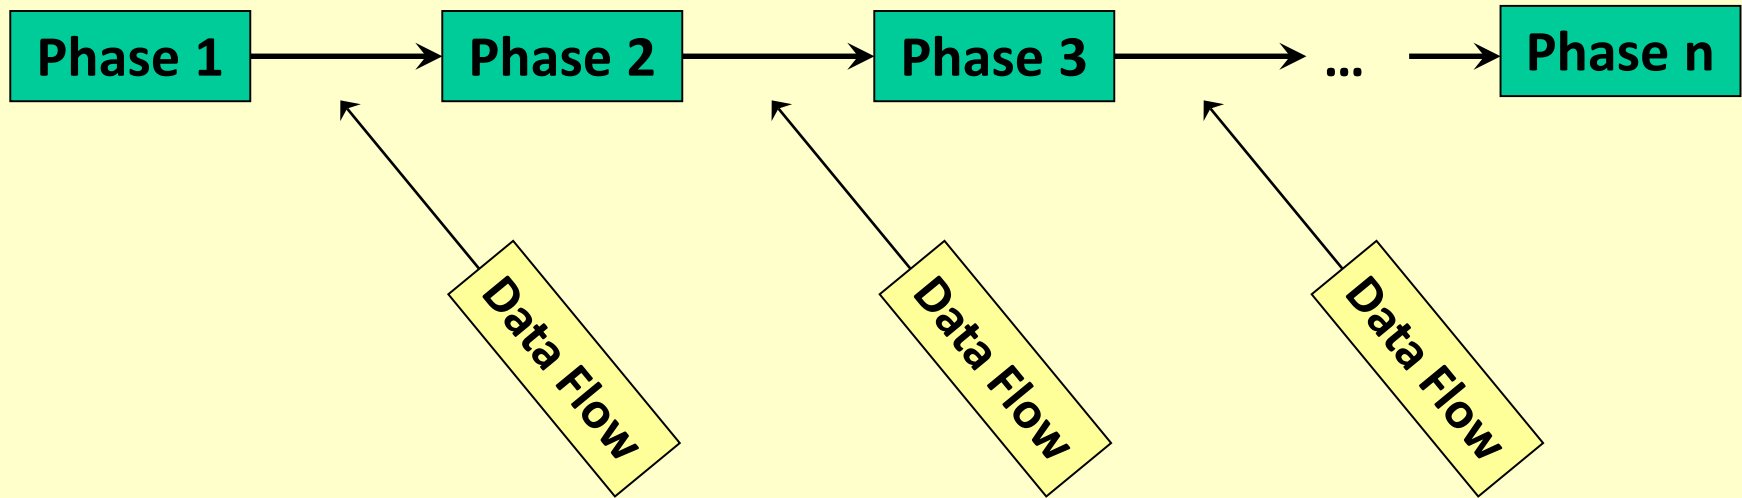 Phase 1
Phase 2
Phase 3
...
Phase n
Data Flow
Data Flow
Data Flow